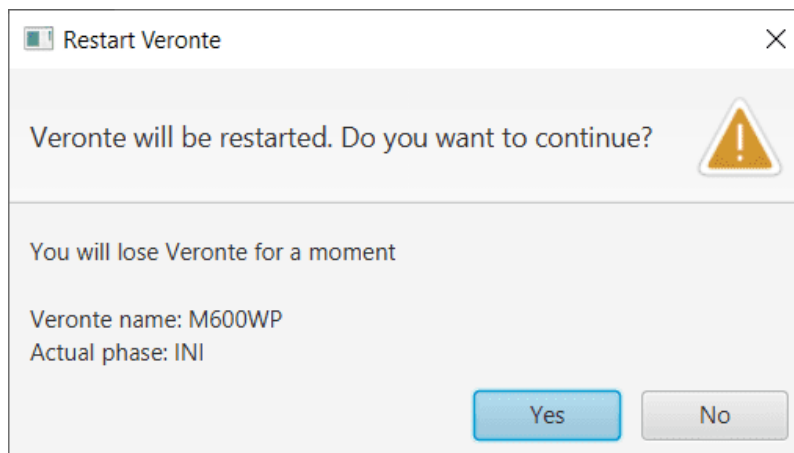 Restart Veronte
Veronte will be restarted. Do you want to continue?
You will lose Veronte for a moment
Veronte name: M600WP
Actual phase: INI
Yes
No